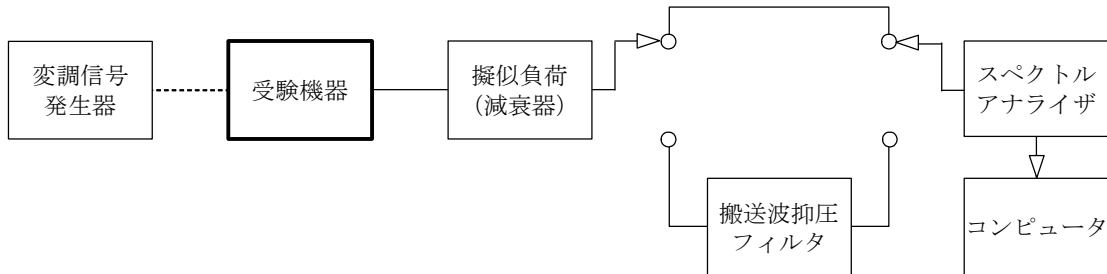 変調信号
発生器
受験機器
擬似負荷
(減衰器)
スペクトル
アナライザ
搬送波抑圧
フィルタ
コンピュータ